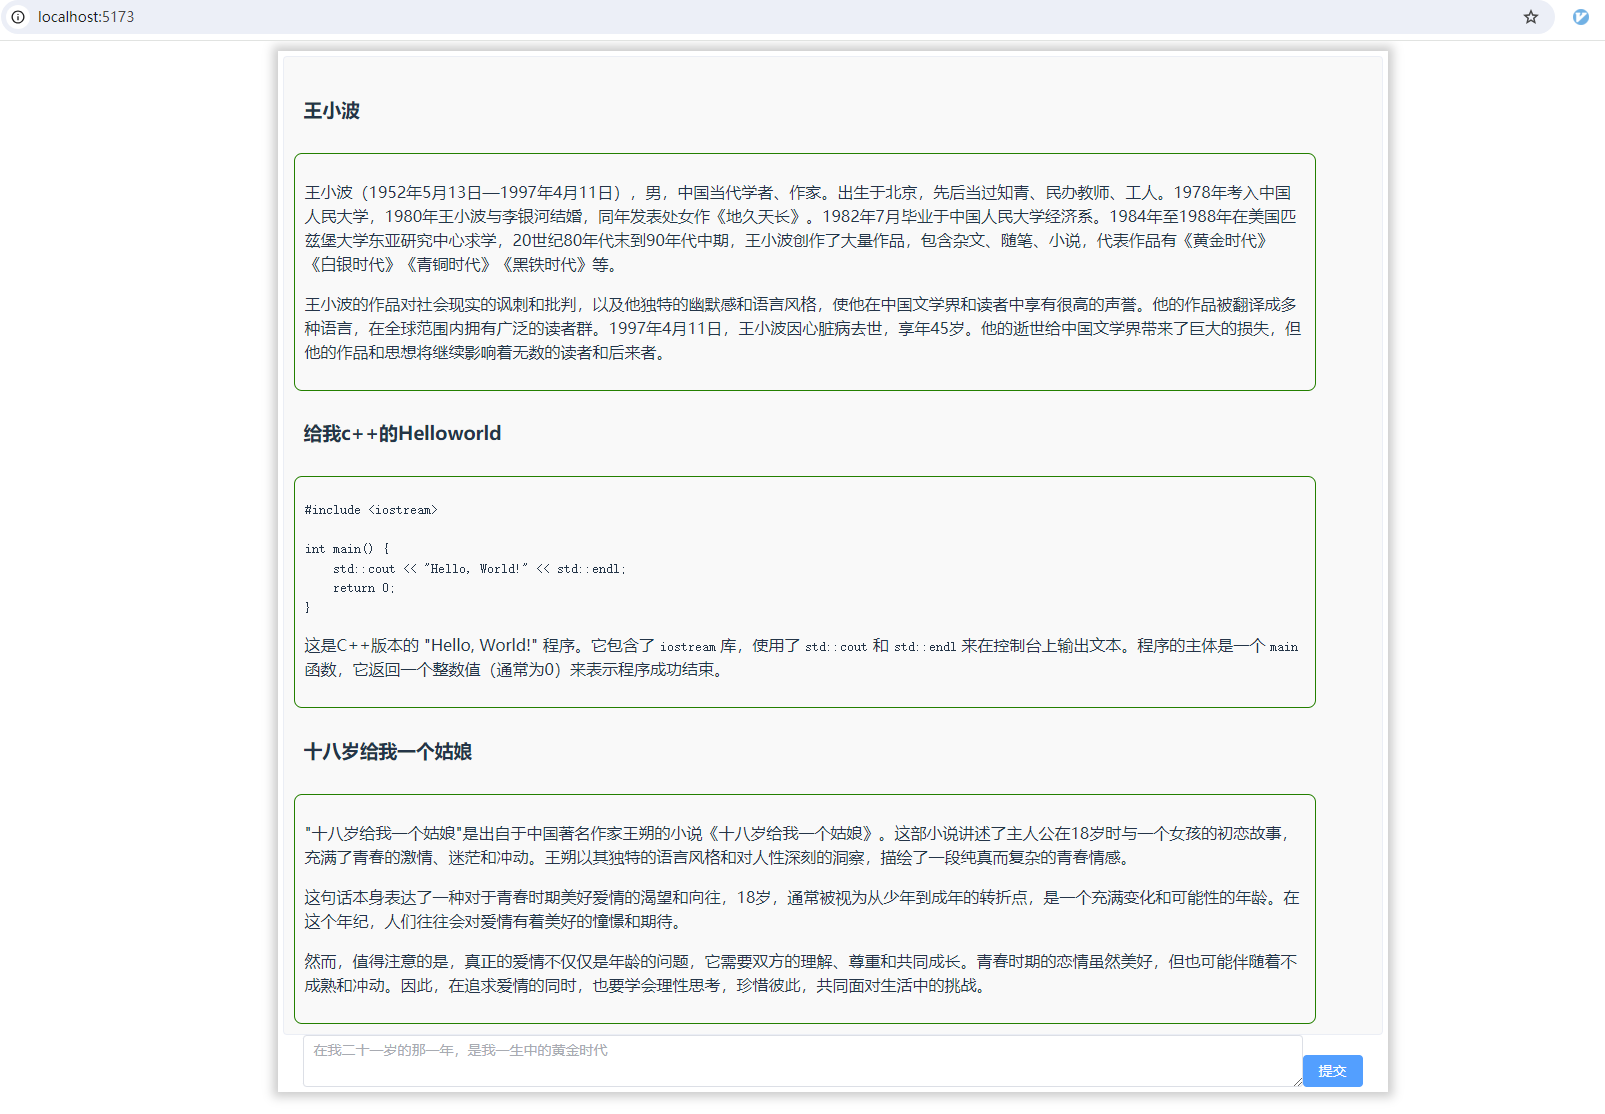 localhost:5173
王小波
王小波（1952年5月13日—1997年4月11日），男，中国当代学者、作家。出生于北京，先后当过知青、民办教师、工人。1978年考入中国
人民大学，1980年王小波与李银河结婚，同年发表处女作《地久天长》。1982年7月毕业于中国人民大学经济系。1984年至1988年在美国匹
兹堡大学东亚研究中心求学，20世纪80年代末到90年代中期，王小波创作了大量作品，包含杂文、随笔、小说，代表作品有《黄金时代》
《白银时代》《青铜时代》《黑铁时代》等。
王小波的作品对社会现实的讽刺和批判，以及他独特的幽默感和语言风格，使他在中国文学界和读者中享有很高的声誉。他的作品被翻译成多
种语言，在全球范围内拥有广泛的读者群。1997年4月11日，王小波因心脏病去世，享年45岁。他的逝世给中国文学界带来了巨大的损失，但
他的作品和思想将继续影响着无数的读者和后来者。
给我c++的Helloworld
#include <iostream>
int main() {
    std::cout << "Hello, World!" << std::endl;
    return 0;
}
这是C++版本的 "Hello, World!" 程序。它包含了 iostream 库，使用了 std::cout 和 std::endl 来在控制台上输出文本。程序的主体是一个 main
函数，它返回一个整数值（通常为0）来表示程序成功结束。
十八岁给我一个姑娘
"十八岁给我一个姑娘"是出自于中国著名作家王朔的小说《十八岁给我一个姑娘》。这部小说讲述了主人公在18岁时与一个女孩的初恋故事，
充满了青春的激情、迷茫和冲动。王朔以其独特的语言风格和对人性深刻的洞察，描绘了一段纯真而复杂的青春情感。
这句话本身表达了一种对于青春时期美好爱情的渴望和向往，18岁，通常被视为从少年到成年的转折点，是一个充满变化和可能性的年龄。在
这个年纪，人们往往会对爱情有着美好的憧憬和期待。
然而，值得注意的是，真正的爱情不仅仅是年龄的问题，它需要双方的理解、尊重和共同成长。青春时期的恋情虽然美好，但也可能伴随着不
成熟和冲动。因此，在追求爱情的同时，也要学会理性思考，珍惜彼此，共同面对生活中的挑战。
在我二十一岁的那一年，是我一生中的黄金时代
提交